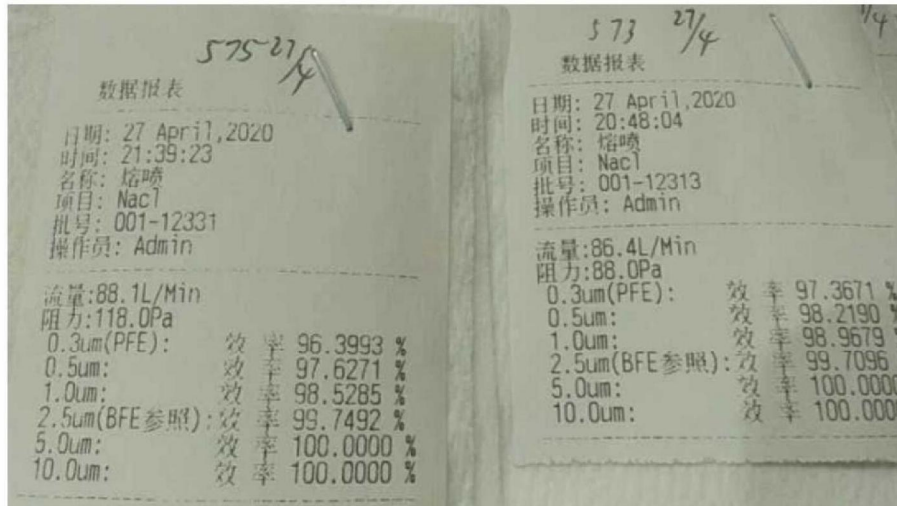 575 27/4
数据报表
日期: 27 April,2020
时间: 21:39:23
名称: 熔喷
项目: Nacl
批号: 001-12331
操作员: Admin
流量:88.1L/Min
阻力:118.0Pa
0.3um(PFE): 效 率 96.3993 %
0.5um: 效 率 97.6271 %
1.0um: 效 率 98.5285 %
2.5um(BFE参照):效 率 99.7492 %
5.0um: 效 率 100.0000 %
10.0um: 效 率 100.0000 %
573 27/4
数据报表
日期: 27 April,2020
时间: 20:48:04
名称: 熔喷
项目: Nacl
批号: 001-12313
操作员: Admin
流量:86.4L/Min
阻力:88.0Pa
0.3um(PFE): 效 率 97.3671 %
0.5um: 效 率 98.2190 %
1.0um: 效 率 98.9679 %
2.5um(BFE参照):效 率 99.7096
5.0um: 效 率 100.0000
10.0um: 效 率 100.000